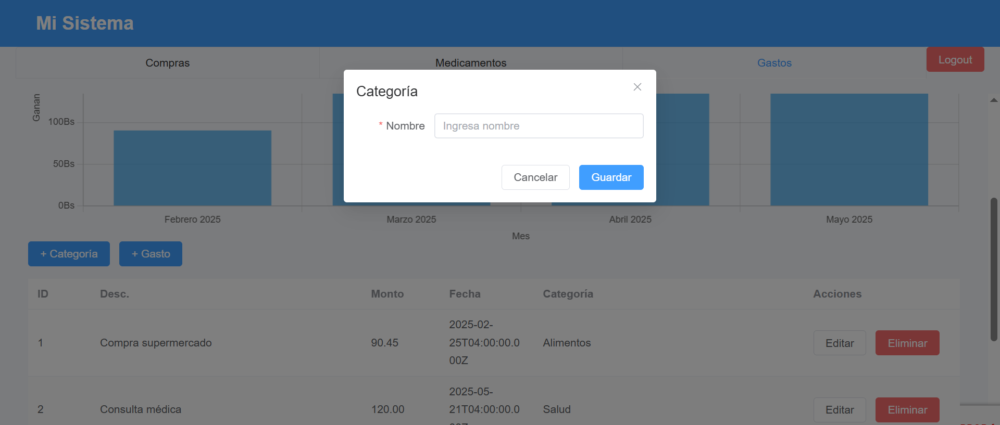 Mi Sistema
Compras
Medicamentos
Gastos
Logout
Categoría
* Nombre
Ingresa nombre
Cancelar
Guardar
Ganan
100Bs
50Bs
0Bs
Febrero 2025
Marzo 2025
Abril 2025
Mayo 2025
Mes
+ Categoría
+ Gasto
ID Desc. Monto Fecha Categoría Acciones
1 Compra supermercado 90.45
2025-02-
25T04:00:00.0
00Z
Alimentos
Editar
Eliminar
2 Consulta médica 120.00
2025-05-
21T04:00:00.0
Salud
Editar
Eliminar